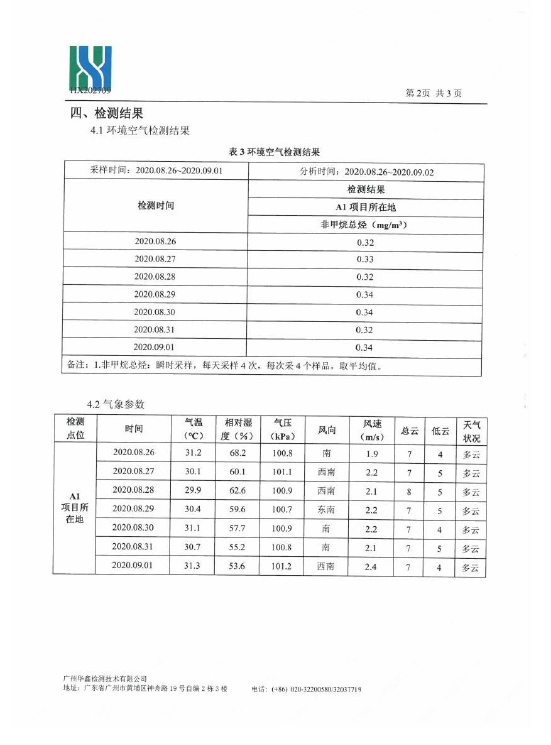 HX202709
第2页 共3页
四、检测结果
4.1 环境空气检测结果
表 3 环境空气检测结果
采样时间：2020.08.26~2020.09.01 分析时间：2020.08.26~2020.09.02
检测时间 检测结果
A1 项目所在地
非甲烷总烃（mg/m³）
2020.08.26 0.32
2020.08.27 0.33
2020.08.28 0.32
2020.08.29 0.34
2020.08.30 0.34
2020.08.31 0.32
2020.09.01 0.34
备注：1.非甲烷总烃：瞬时采样，每天采样 4 次，每次采 4 个样品，取平均值。
4.2 气象参数
检测点位 时间 气温（℃） 相对湿度（%） 气压（kPa） 风向 风速（m/s） 总云 低云 天气状况
A1 项目所在地
2020.08.26 31.2 68.2 100.8 南 1.9 7 4 多云
2020.08.27 30.1 60.1 101.1 西南 2.2 7 5 多云
2020.08.28 29.9 62.6 100.9 西南 2.1 8 5 多云
2020.08.29 30.4 59.6 100.7 东南 2.2 7 5 多云
2020.08.30 31.1 57.7 100.9 南 2.2 7 4 多云
2020.08.31 30.7 55.2 100.8 南 2.1 7 5 多云
2020.09.01 31.3 53.6 101.2 西南 2.4 7 4 多云
广州华鑫检测技术有限公司
地址：广东省广州市黄埔区神舟路 19 号自编 2 栋 3 楼 电话：(+86) 020-32200580/32037719